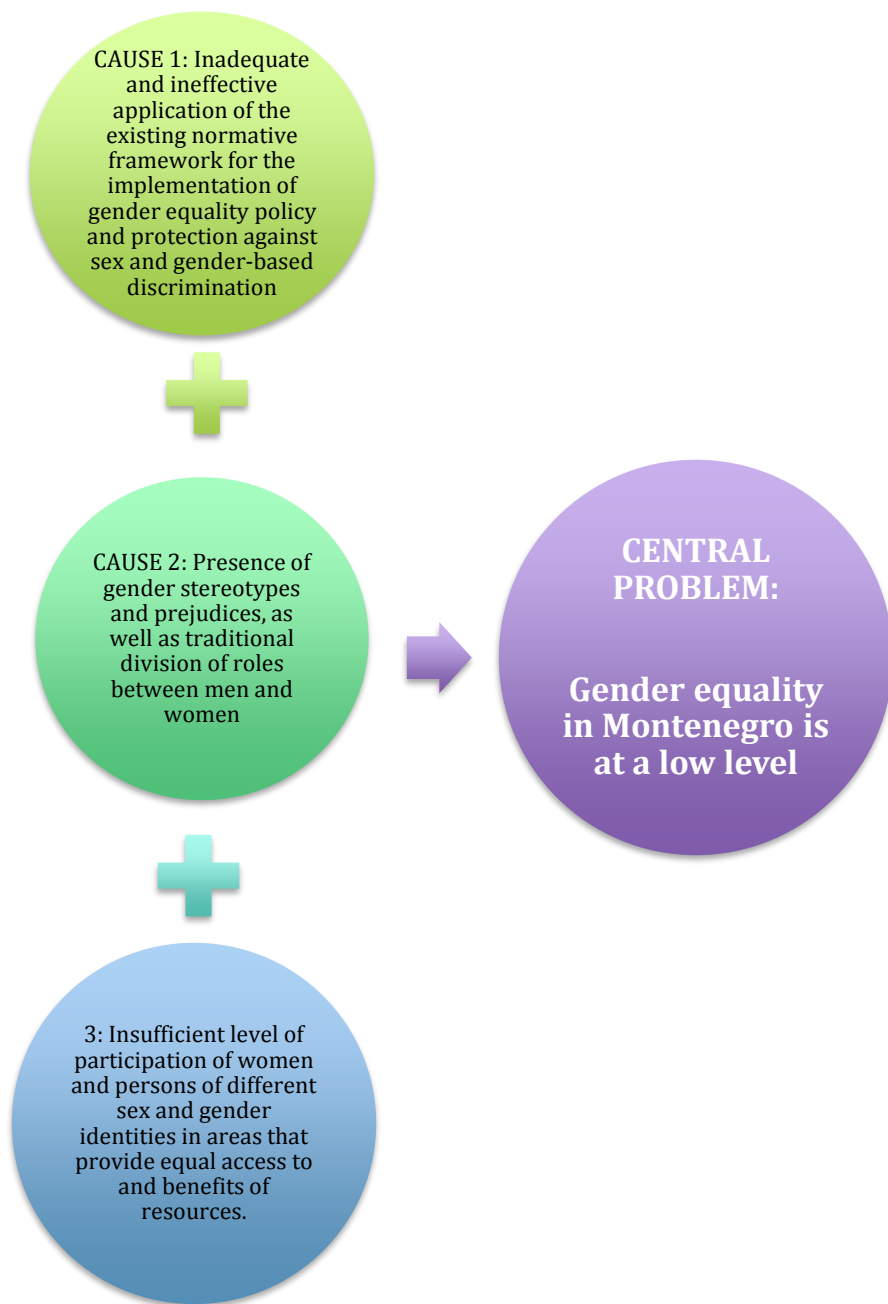 CAUSE 1: Inadequate
and ineffective
application of the
existing normative
framework for the
implementation of
gender equality policy
and protection against
sex and gender-based
discrimination
CAUSE 2: Presence of
gender stereotypes
and prejudices, as
well as traditional
division of roles
between men and
women
CENTRAL
PROBLEM:
Gender equality
in Montenegro is
at a low level
3: Insufficient level of
participation of women
and persons of different
sex and gender
identities in areas that
provide equal access to
and benefits of
resources.